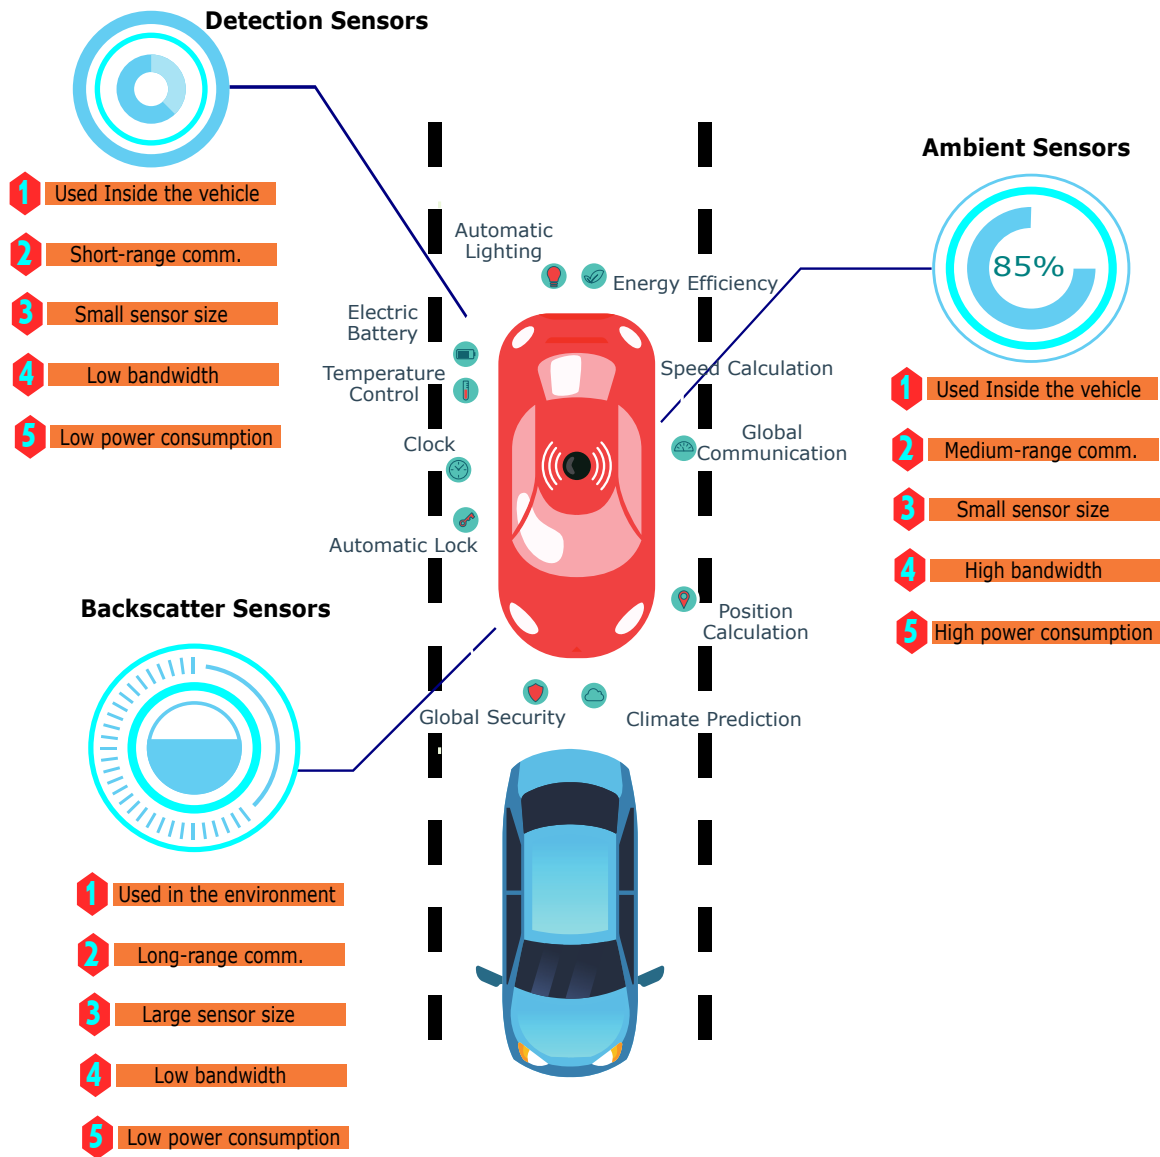 Detection Sensors
1 Used Inside the vehicle
2 Short-range comm.
3 Small sensor size
4 Low bandwidth
5 Low power consumption
Ambient Sensors
85%
1 Used Inside the vehicle
2 Medium-range comm.
3 Small sensor size
4 High bandwidth
5 High power consumption
Automatic
Lighting
Energy Efficiency
Electric
Battery
Temperature
Control
Speed Calculation
Clock
Global
Communication
Automatic Lock
Position
Calculation
Global Security
Climate Prediction
Backscatter Sensors
1 Used in the environment
2 Long-range comm.
3 Large sensor size
4 Low bandwidth
5 Low power consumption